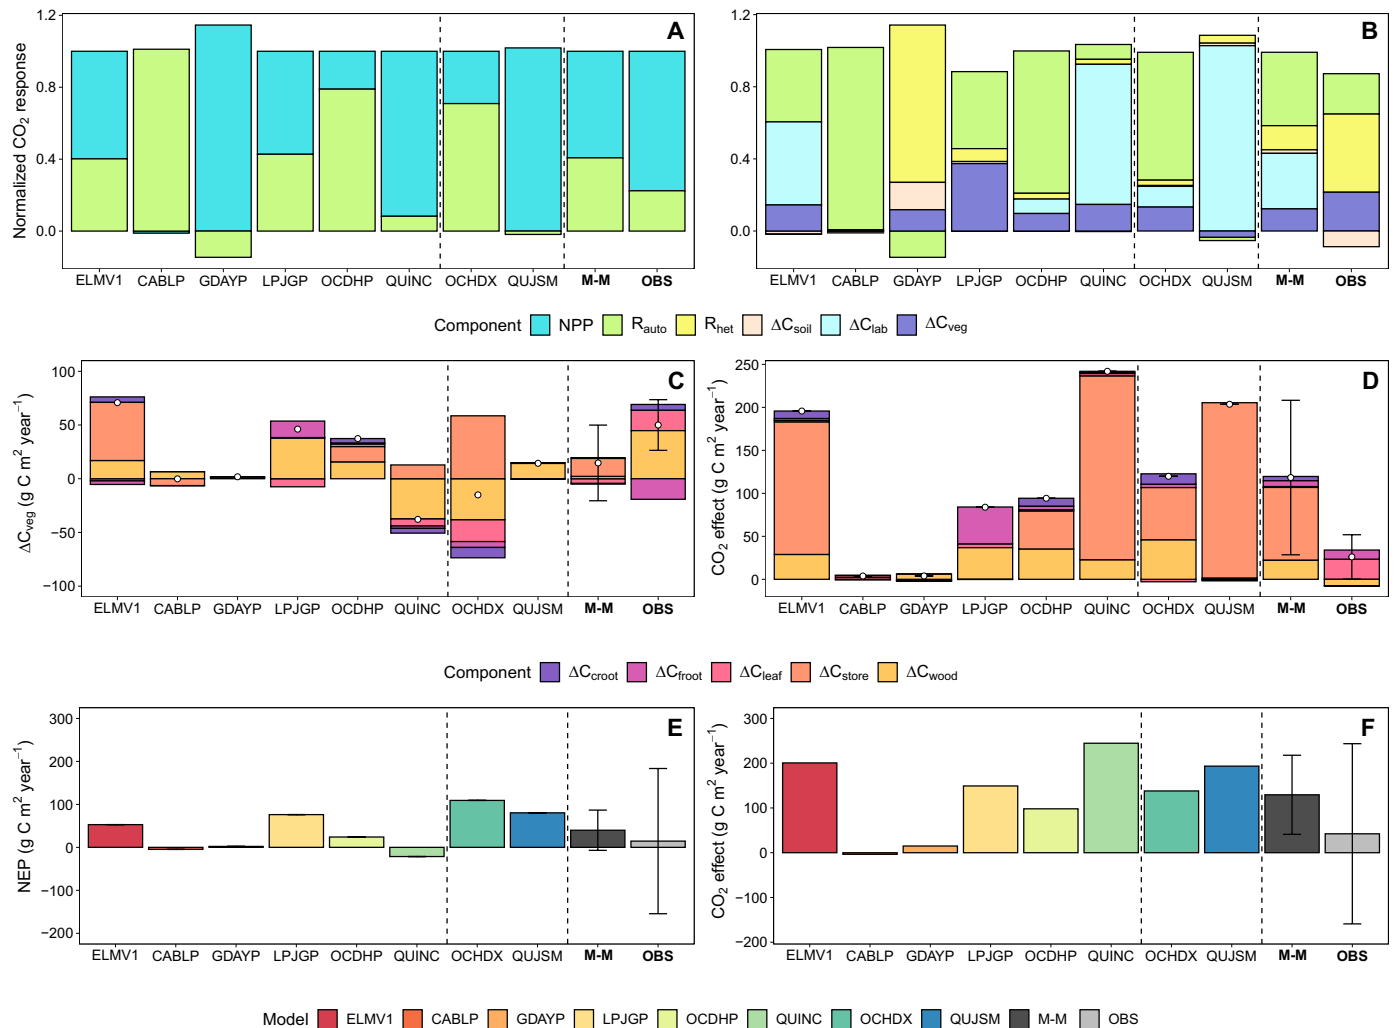 A
Normalized CO2 response
1.2
0.8
0.4
0.0
ELMV1 CABLP GDAYP LPJGP OCDHP QUINC OCHDX QUJSM M-M OBS
B
1.2
0.8
0.4
0.0
ELMV1 CABLP GDAYP LPJGP OCDHP QUINC OCHDX QUJSM M-M OBS
Component NPP Rauto Rhet ΔCsoil ΔClab ΔCveg
C
ΔCveg (g C m² year−1)
100
50
0
−50
−100
ELMV1 CABLP GDAYP LPJGP OCDHP QUINC OCHDX QUJSM M-M OBS
D
CO2 effect (g C m² year−1)
250
200
150
100
50
0
ELMV1 CABLP GDAYP LPJGP OCDHP QUINC OCHDX QUJSM M-M OBS
Component ΔCcroot ΔCfroot ΔCleaf ΔCstore ΔCwood
E
NEP (g C m² year−1)
300
200
100
0
−100
−200
ELMV1 CABLP GDAYP LPJGP OCDHP QUINC OCHDX QUJSM M-M OBS
F
CO2 effect (g C m² year−1)
300
200
100
0
−100
−200
ELMV1 CABLP GDAYP LPJGP OCDHP QUINC OCHDX QUJSM M-M OBS
Model ELMV1 CABLP GDAYP LPJGP OCDHP QUINC OCHDX QUJSM M-M OBS